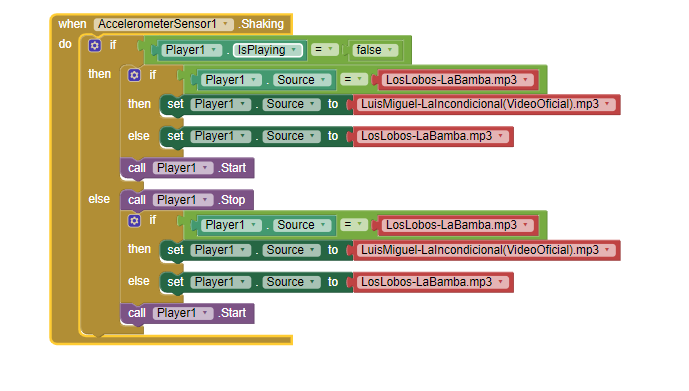 when AccelerometerSensor1 .Shaking
do if Player1 . IsPlaying = false
then if Player1 . Source = LosLobos-LaBamba.mp3
then set Player1 . Source to LuisMiguel-LaIncondicional(VideoOficial).mp3
else set Player1 . Source to LosLobos-LaBamba.mp3
call Player1 .Start
else call Player1 .Stop
if Player1 . Source = LosLobos-LaBamba.mp3
then set Player1 . Source to LuisMiguel-LaIncondicional(VideoOficial).mp3
else set Player1 . Source to LosLobos-LaBamba.mp3
call Player1 .Start